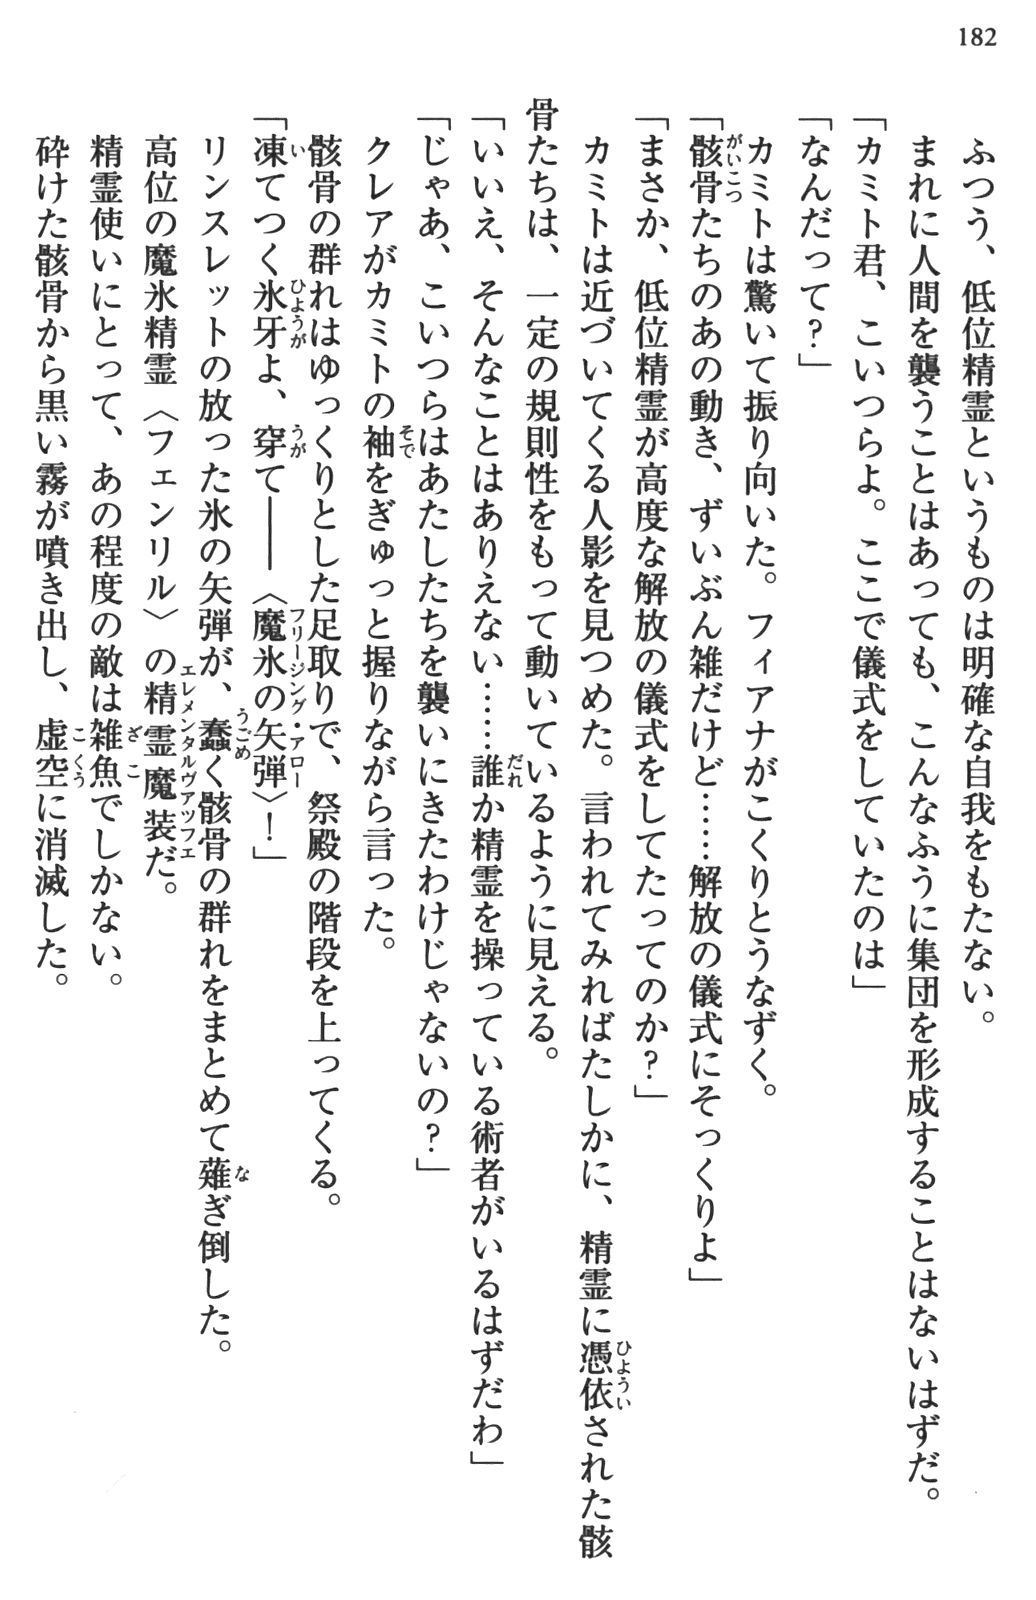 182
　ふつう、低位精霊というものは明確な自我をもたない。
　まれに人間を襲うことはあっても、こんなふうに集団を形成することはないはずだ。
「カミト君、こいつらよ。ここで儀式をしていたのは」
「なんだって？」
　カミトは驚いて振り向いた。フィアナがこくりとうなずく。
「骸骨たちのあの動き、ずいぶん雑だけど……解放の儀式にそっくりよ」
「まさか、低位精霊が高度な解放の儀式をしてたってのか？」
　カミトは近づいてくる人影を見つめた。言われてみればたしかに、精霊に憑依された骸
骨たちは、一定の規則性をもって動いているように見える。
「いいえ、そんなことはありえない……誰か精霊を操っている術者がいるはずだわ」
「じゃあ、こいつらはあたしたちを襲いにきたわけじゃないの？」
　クレアがカミトの袖をぎゅっと握りながら言った。
　骸骨の群れはゆっくりとした足取りで、祭殿の階段を上ってくる。
「凍てつく氷牙よ、穿て――〈魔氷の矢弾〉！」
　リンスレットの放った氷の矢弾が、蠢く骸骨の群れをまとめて薙ぎ倒した。
　高位の魔氷精霊〈フェンリル〉の精霊魔装だ。
　精霊使いにとって、あの程度の敵は雑魚でしかない。
　砕けた骸骨から黒い霧が噴き出し、虚空に消滅した。